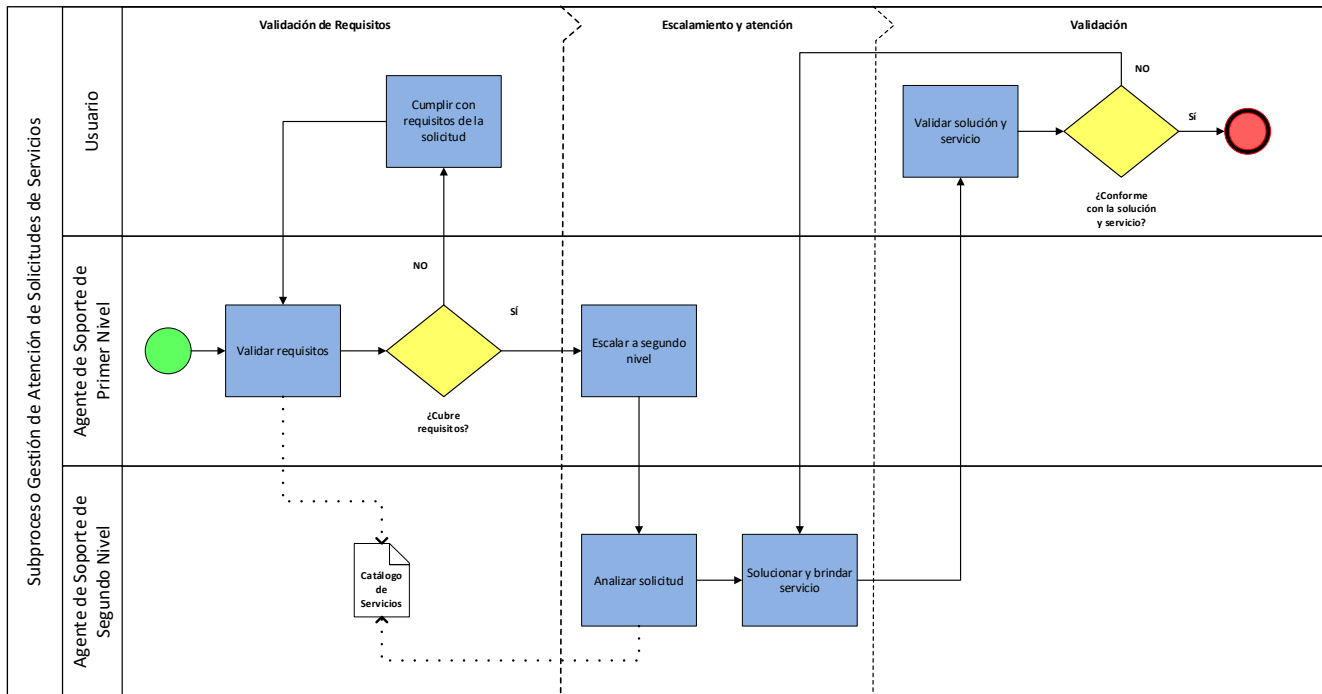 Subproceso Gestión de Atención de Solicitudes de Servicios
Validación de Requisitos
Escalamiento y atención
Validación
Usuario
Cumplir con
requisitos de la
solicitud
Validar solución y
servicio
NO
Sí
¿Conforme
con la solución
y servicio?
Agente de Soporte de
Primer Nivel
Validar requisitos
NO
SÍ
¿Cubre
requisitos?
Escalar a segundo
nivel
Agente de Soporte de
Segundo Nivel
Catálogo
de
Servicios
Analizar solicitud
Solucionar y brindar
servicio